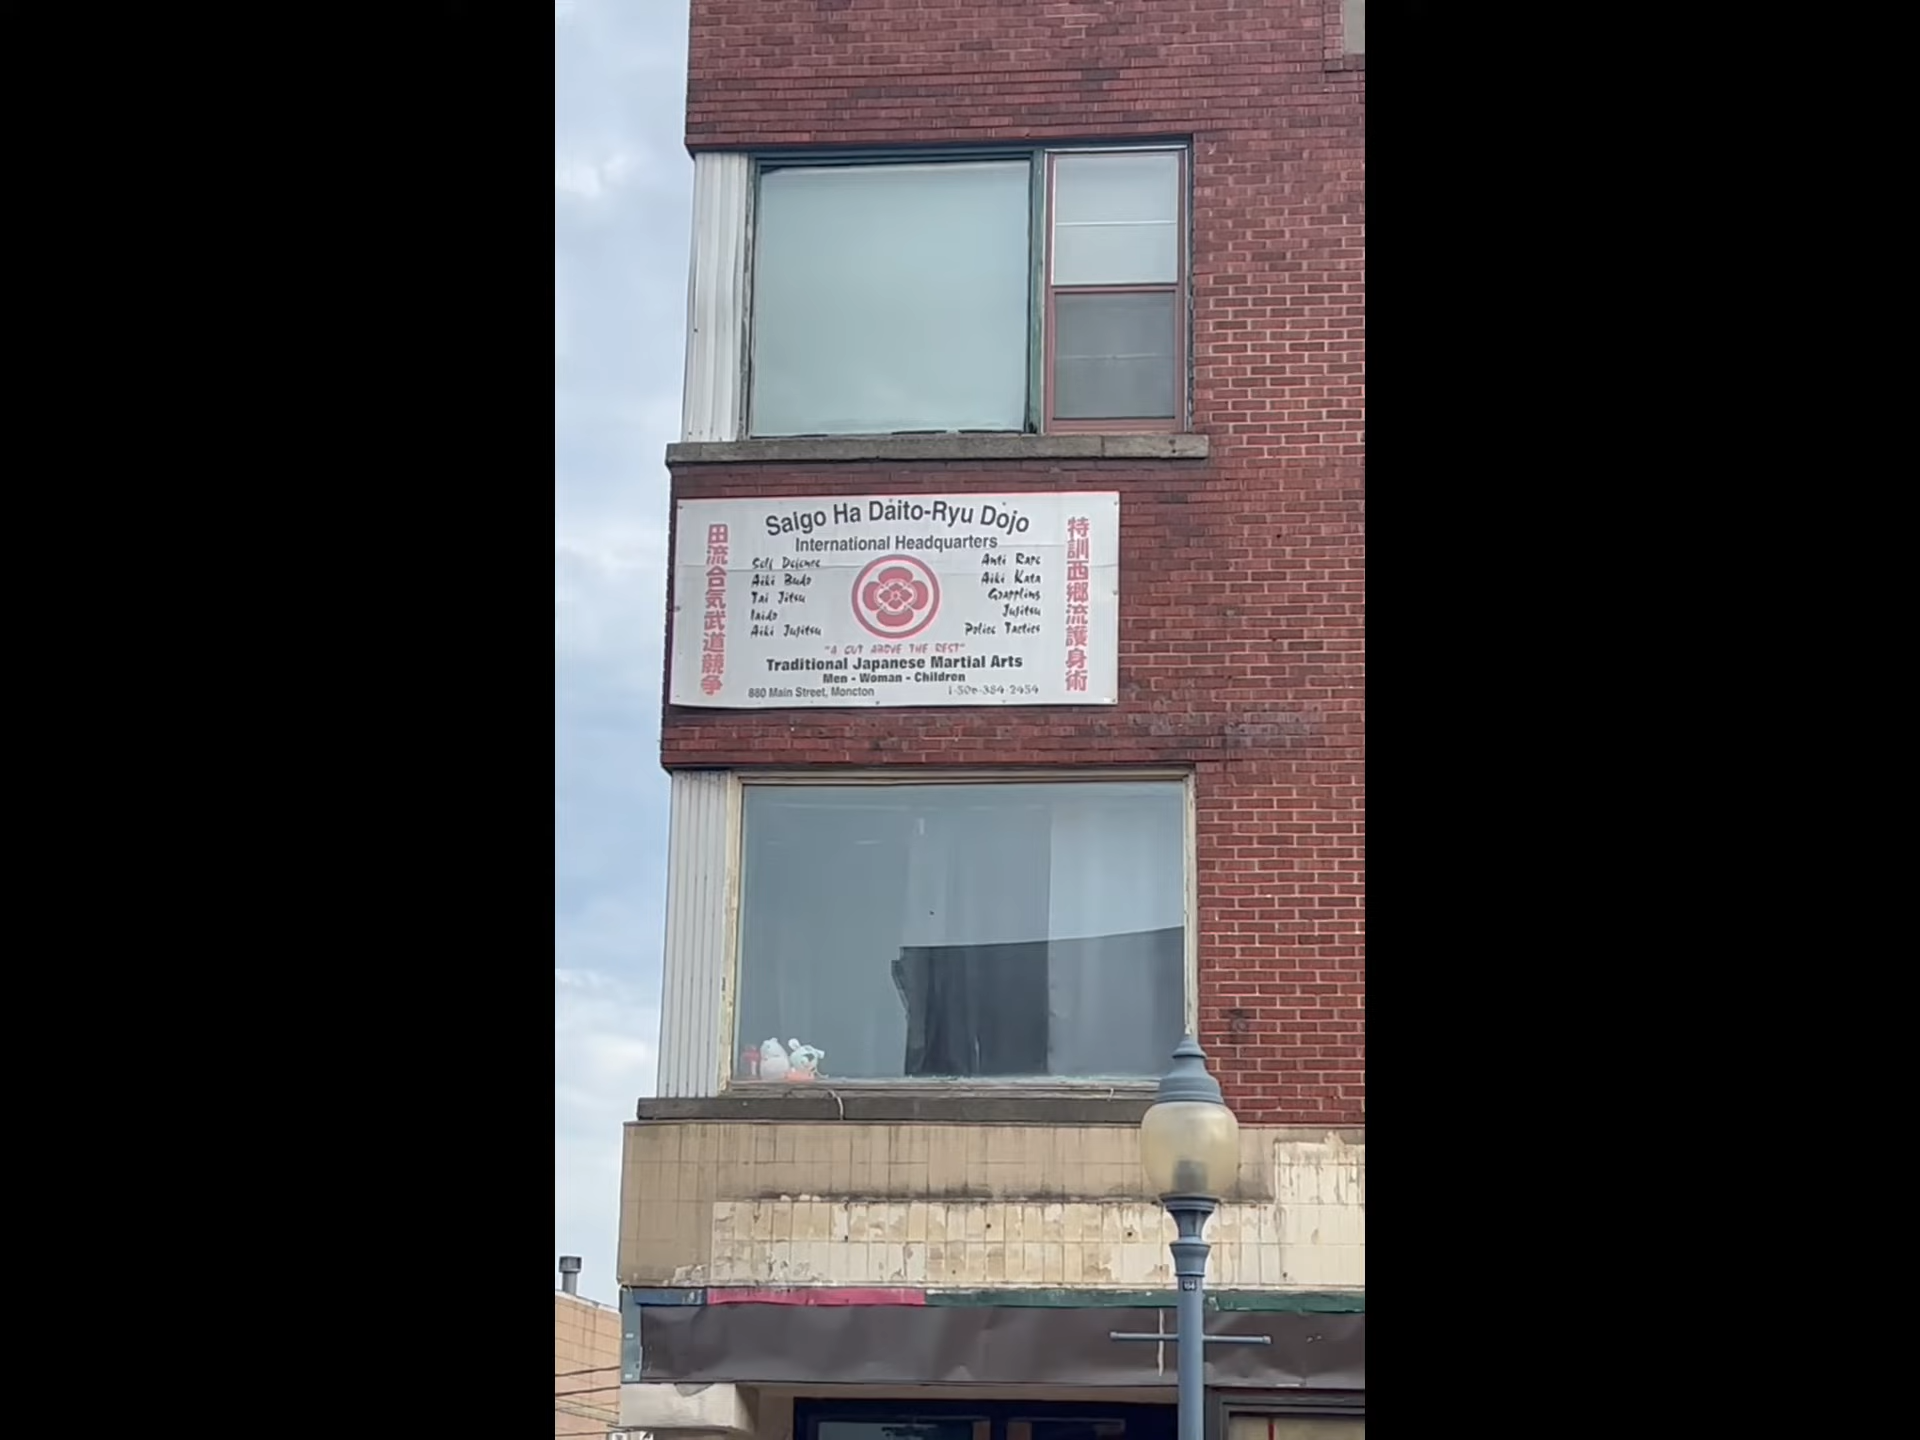 Saigo Ha Daito-Ryu Dojo
International Headquarters
田流合気武道競争
Self Defence
Aiki Budo
Tai Jitsu
Iaido
Aiki Jujitsu
Anti Rape
Aiki Kata
Grappling
Jujitsu
Police Tactics
特訓西郷流護身術
"A CUT ABOVE THE REST"
Traditional Japanese Martial Arts
Men - Woman - Children
880 Main Street, Moncton
1-506-384-2454